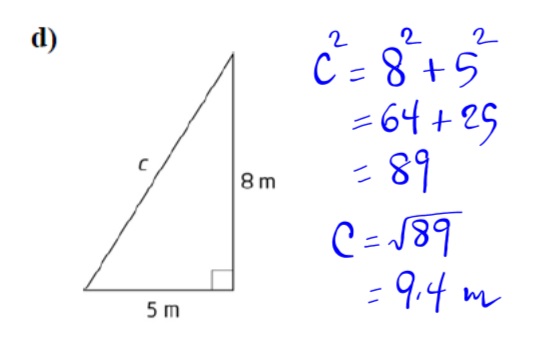 d)
c
8 m
5 m
c² = 8² + 5²
= 64 + 25
= 89
c = √89
= 9.4 m